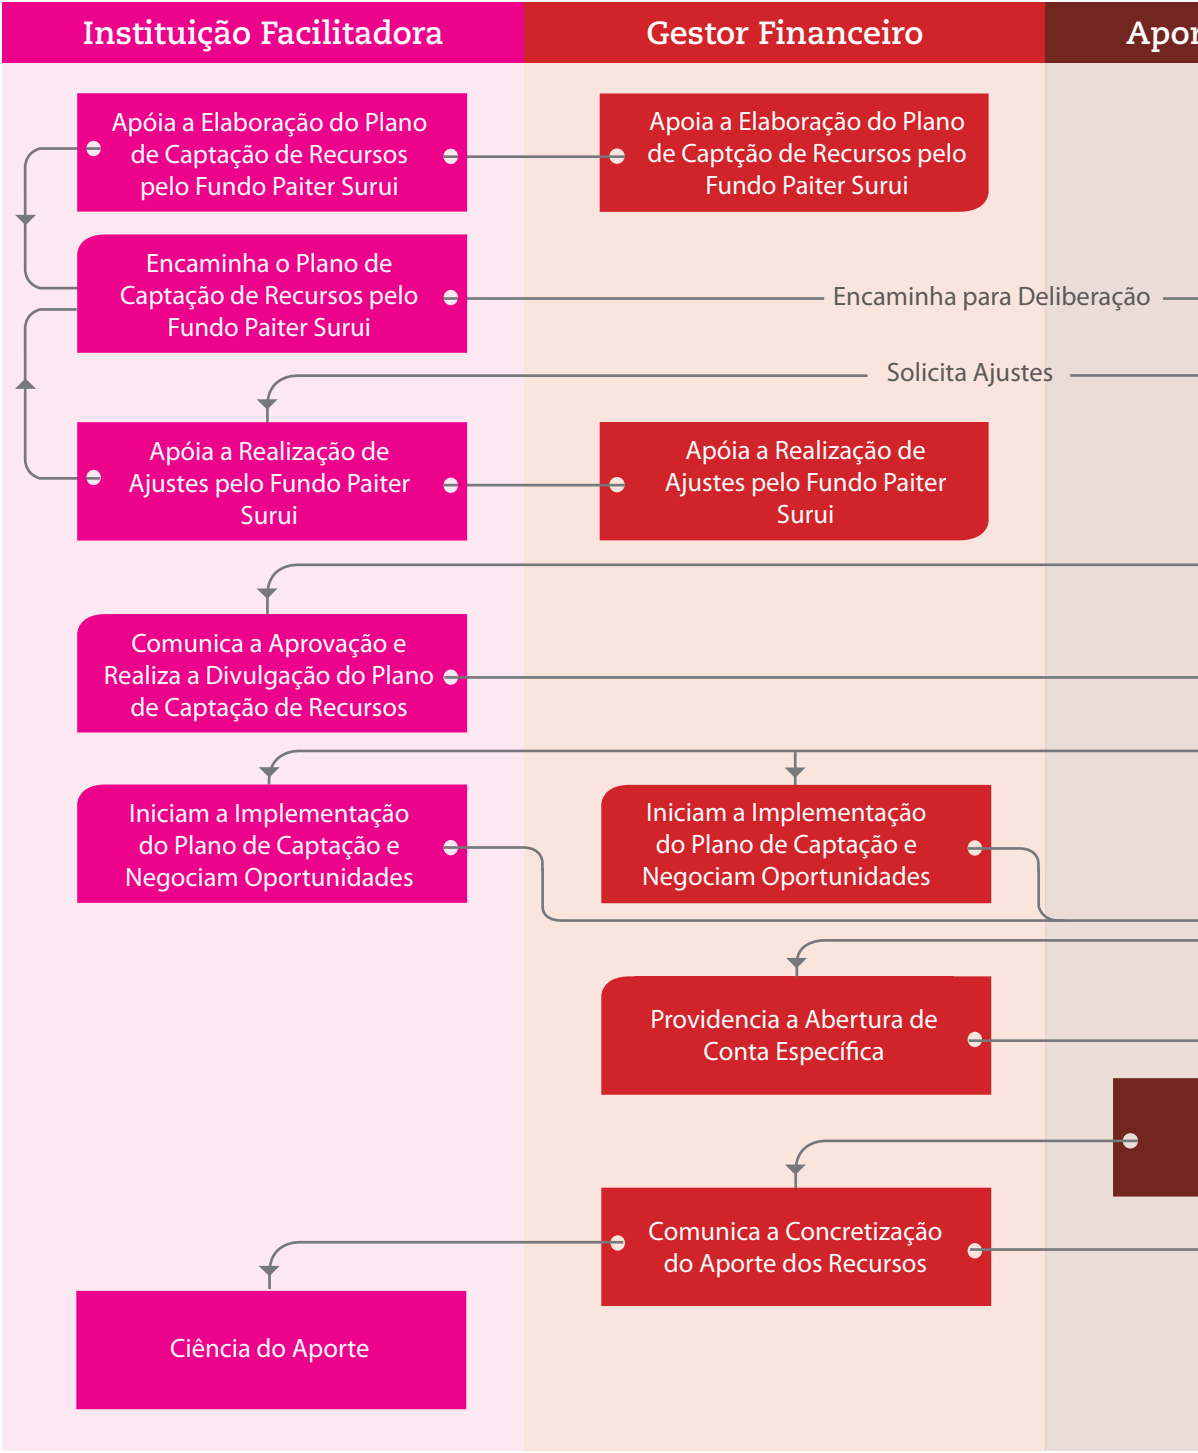 Instituição Facilitadora
Gestor Financeiro
Apor
Apóia a Elaboração do Plano
de Captação de Recursos
pelo Fundo Paiter Surui
Apoia a Elaboração do Plano
de Captção de Recursos pelo
Fundo Paiter Surui
Encaminha o Plano de
Captação de Recursos pelo
Fundo Paiter Surui
Encaminha para Deliberação
Solicita Ajustes
Apóia a Realização de
Ajustes pelo Fundo Paiter
Surui
Apóia a Realização de
Ajustes pelo Fundo Paiter
Surui
Comunica a Aprovação e
Realiza a Divulgação do Plano
de Captação de Recursos
Iniciam a Implementação
do Plano de Captação e
Negociam Oportunidades
Iniciam a Implementação
do Plano de Captação e
Negociam Oportunidades
Providencia a Abertura de
Conta Específica
Comunica a Concretização
do Aporte dos Recursos
Ciência do Aporte